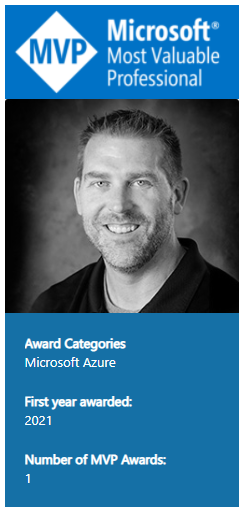 MVP
Microsoft®
Most Valuable
Professional
Award Categories
Microsoft Azure
First year awarded:
2021
Number of MVP Awards:
1